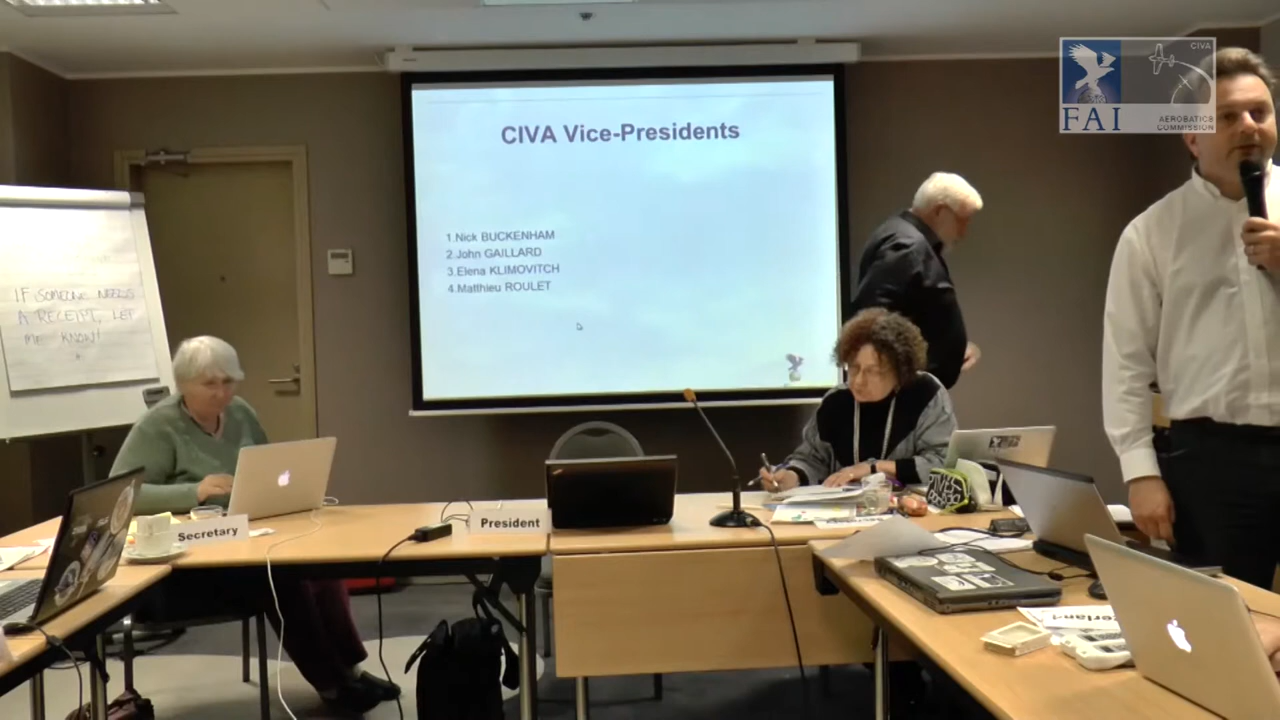 CIVA
FAI
AEROBATICS
COMMISSION
CIVA Vice-Presidents
1.Nick BUCKENHAM
2.John GAILLARD
3.Elena KLIMOVITCH
4.Matthieu ROULET
IF SOMEONE NEEDS
A RECEIPT, LET
ME KNOW!
Secretary
President